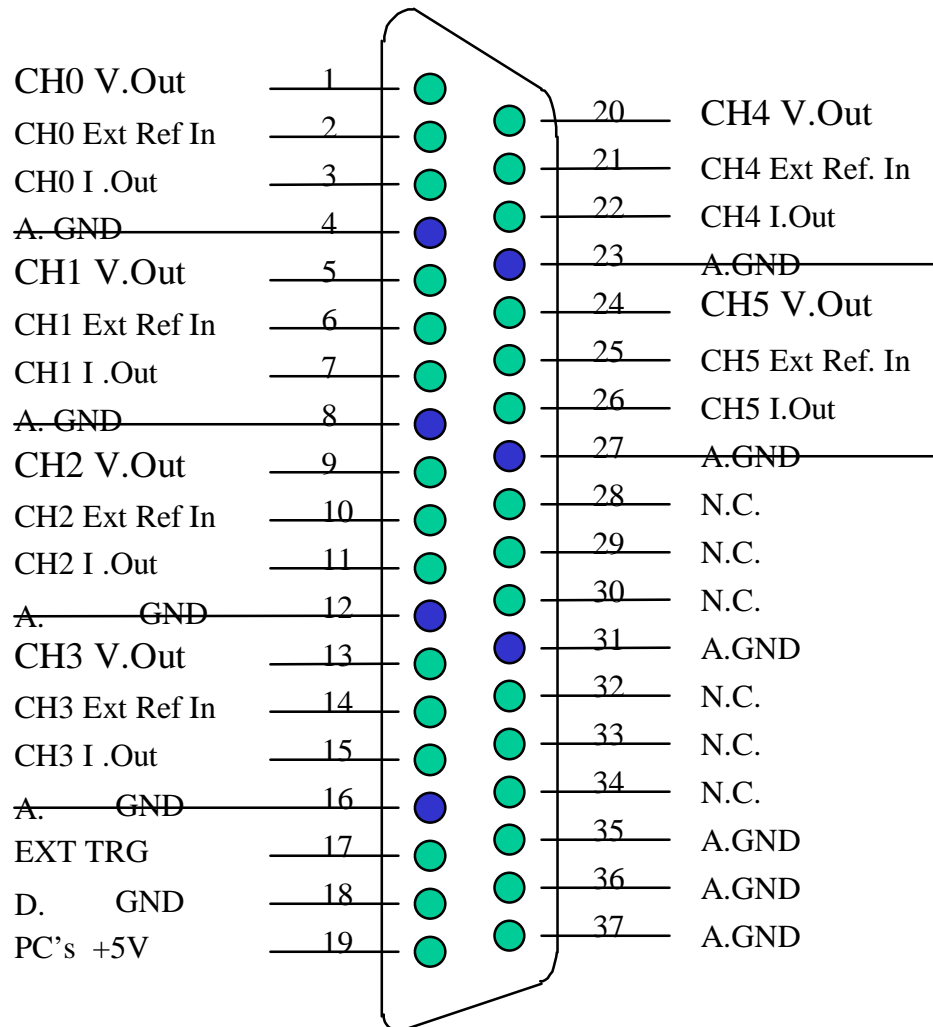 CH0 V.Out 1
CH0 Ext Ref In 2
CH0 I .Out 3
A. GND 4
CH1 V.Out 5
CH1 Ext Ref In 6
CH1 I .Out 7
A. GND 8
CH2 V.Out 9
CH2 Ext Ref In 10
CH2 I .Out 11
A. GND 12
CH3 V.Out 13
CH3 Ext Ref In 14
CH3 I .Out 15
A. GND 16
EXT TRG 17
D. GND 18
PC's +5V 19
20 CH4 V.Out
21 CH4 Ext Ref. In
22 CH4 I.Out
23 A.GND
24 CH5 V.Out
25 CH5 Ext Ref. In
26 CH5 I.Out
27 A.GND
28 N.C.
29 N.C.
30 N.C.
31 A.GND
32 N.C.
33 N.C.
34 N.C.
35 A.GND
36 A.GND
37 A.GND